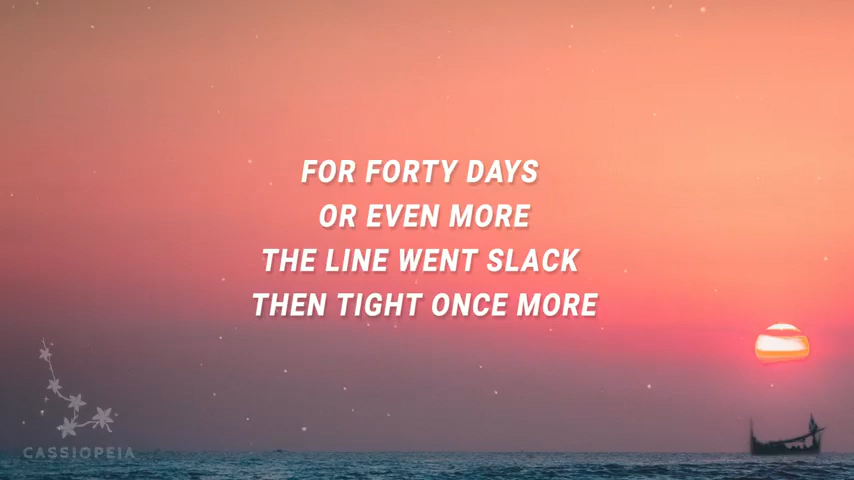 FOR FORTY DAYS
OR EVEN MORE
THE LINE WENT SLACK
THEN TIGHT ONCE MORE
CASSIOPEIA